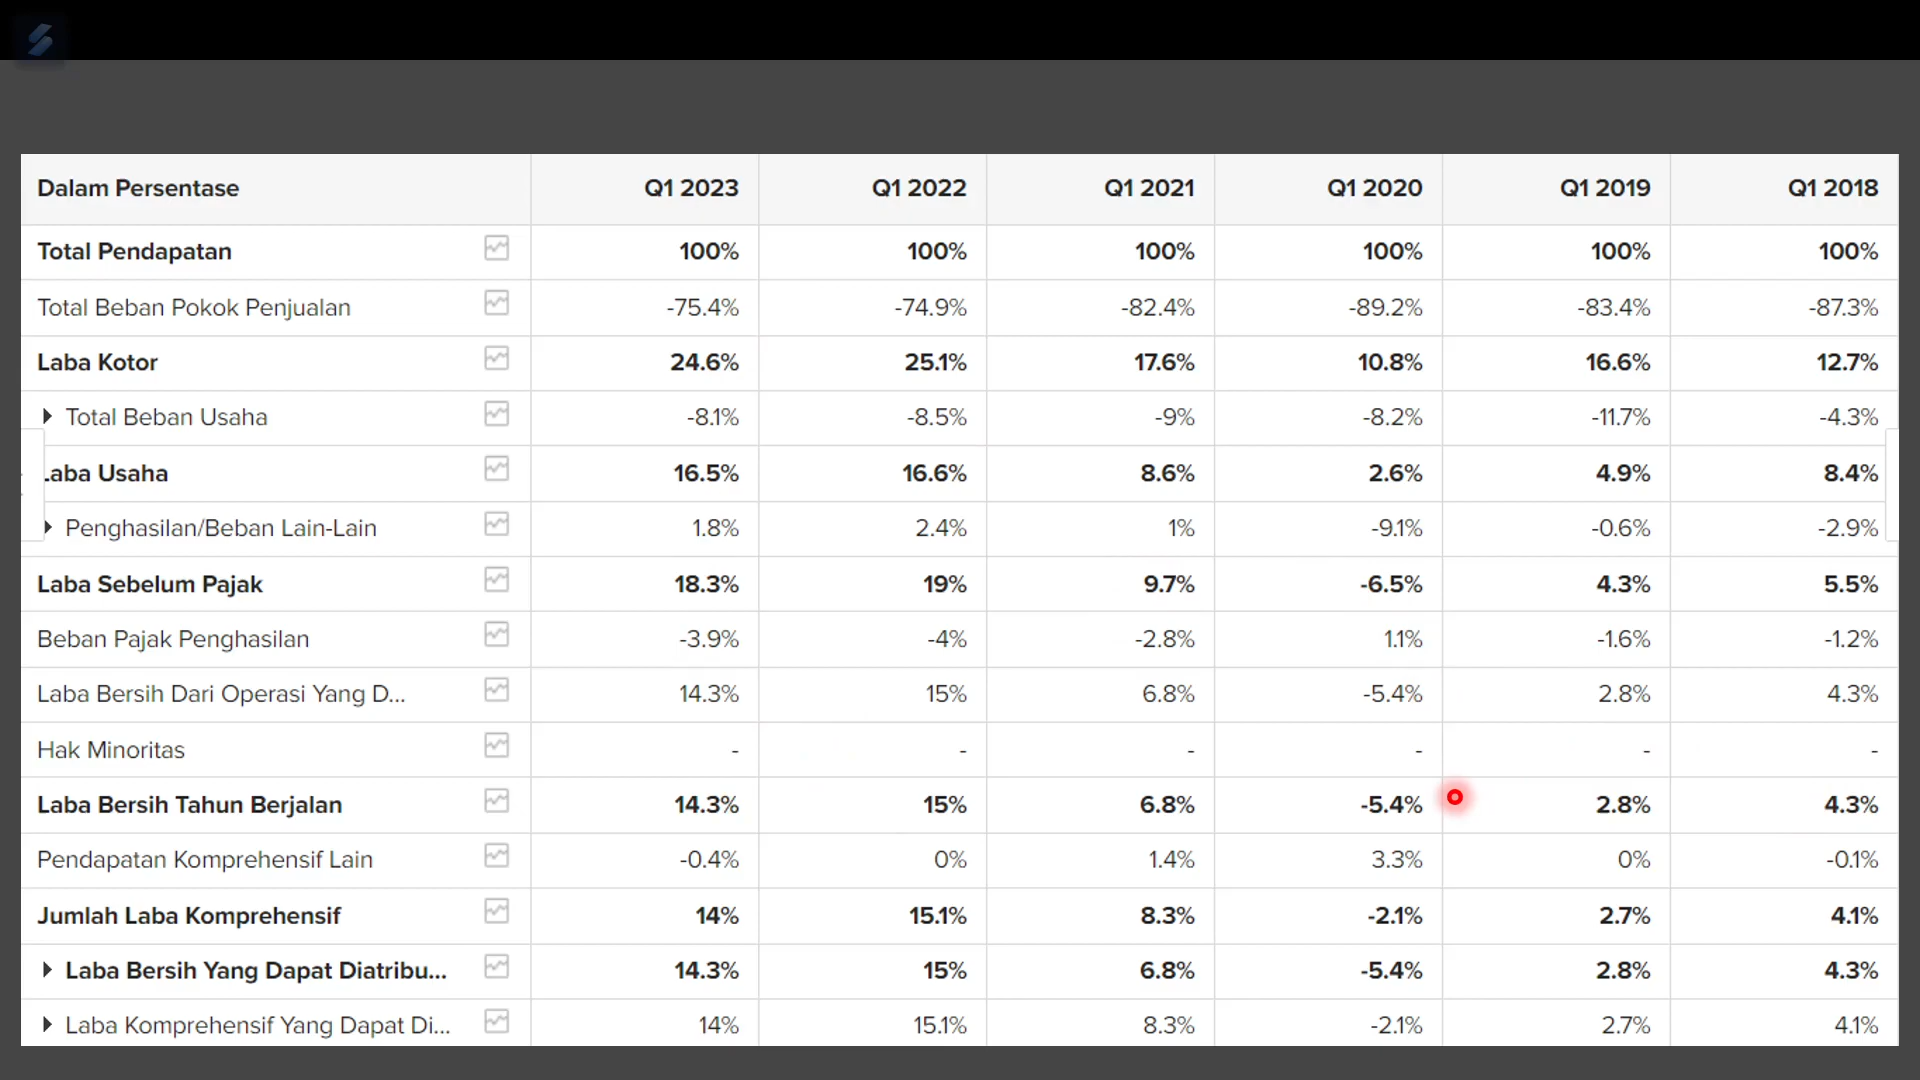 Dalam Persentase Q1 2023 Q1 2022 Q1 2021 Q1 2020 Q1 2019 Q1 2018
Total Pendapatan 100% 100% 100% 100% 100% 100%
Total Beban Pokok Penjualan -75.4% -74.9% -82.4% -89.2% -83.4% -87.3%
Laba Kotor 24.6% 25.1% 17.6% 10.8% 16.6% 12.7%
Total Beban Usaha -8.1% -8.5% -9% -8.2% -11.7% -4.3%
Laba Usaha 16.5% 16.6% 8.6% 2.6% 4.9% 8.4%
Penghasilan/Beban Lain-Lain 1.8% 2.4% 1% -9.1% -0.6% -2.9%
Laba Sebelum Pajak 18.3% 19% 9.7% -6.5% 4.3% 5.5%
Beban Pajak Penghasilan -3.9% -4% -2.8% 1.1% -1.6% -1.2%
Laba Bersih Dari Operasi Yang D... 14.3% 15% 6.8% -5.4% 2.8% 4.3%
Hak Minoritas - - - - - -
Laba Bersih Tahun Berjalan 14.3% 15% 6.8% -5.4% 2.8% 4.3%
Pendapatan Komprehensif Lain -0.4% 0% 1.4% 3.3% 0% -0.1%
Jumlah Laba Komprehensif 14% 15.1% 8.3% -2.1% 2.7% 4.1%
Laba Bersih Yang Dapat Diatribu... 14.3% 15% 6.8% -5.4% 2.8% 4.3%
Laba Komprehensif Yang Dapat Di... 14% 15.1% 8.3% -2.1% 2.7% 4.1%